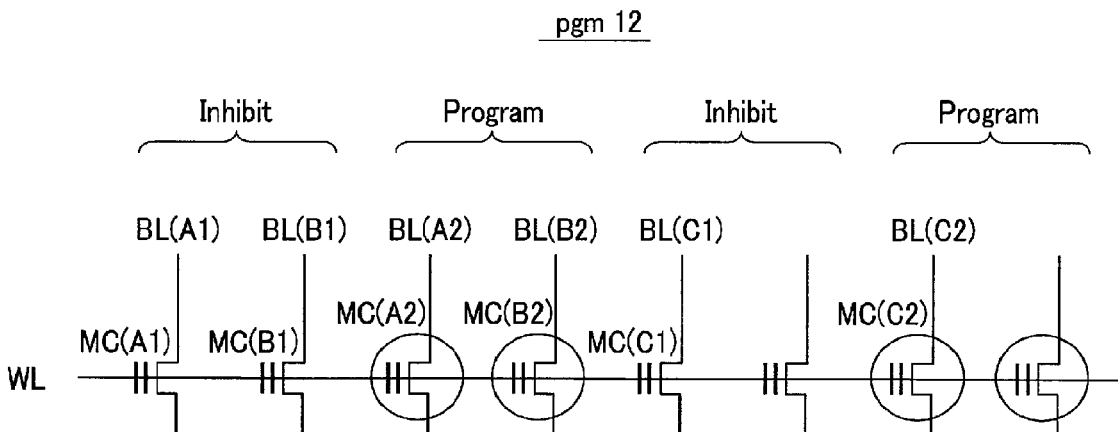 pgm 12
Inhibit Program Inhibit Program
BL(A1) BL(B1) BL(A2) BL(B2) BL(C1) BL(C2)
MC(A2) MC(B2) MC(C2)
MC(A1) MC(B1) MC(C1)
WL